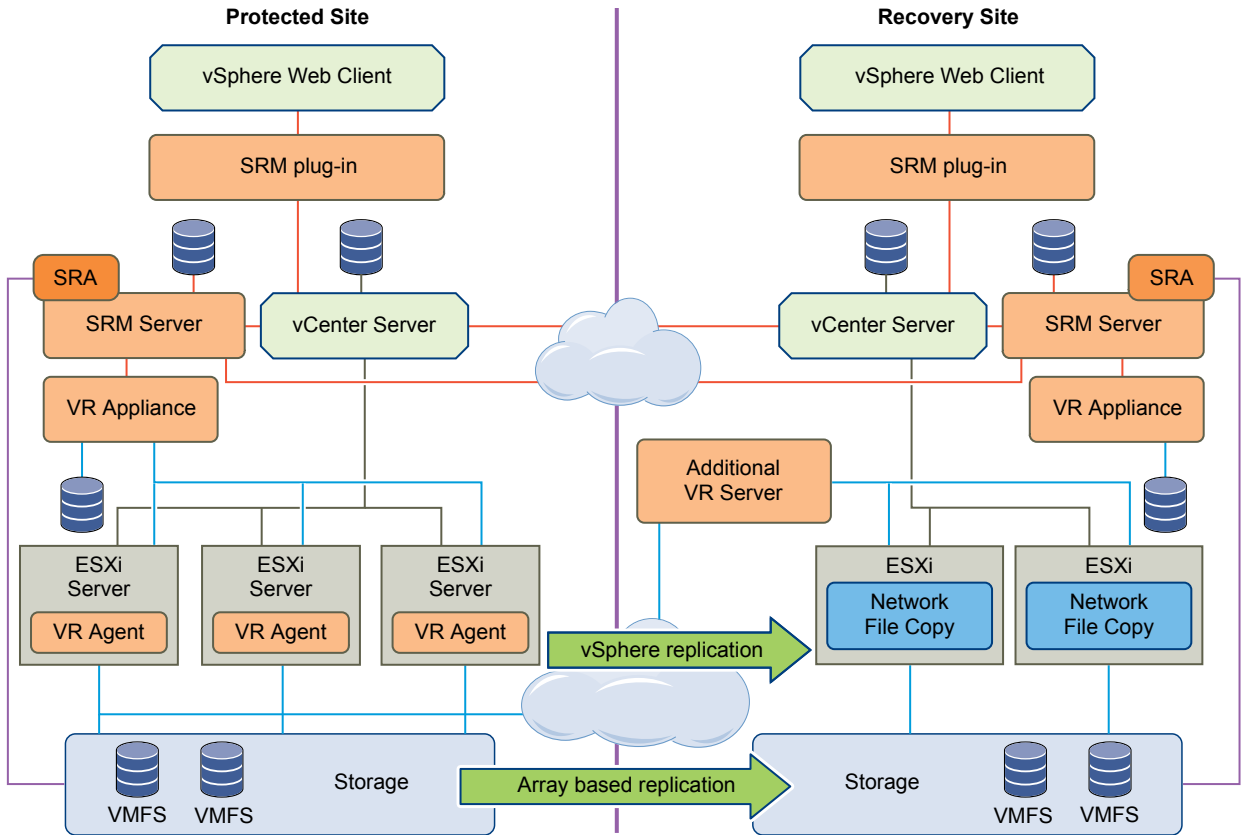 Protected Site
Recovery Site
vSphere Web Client
vSphere Web Client
SRM plug-in
SRM plug-in
SRA
SRA
SRM Server
vCenter Server
vCenter Server
SRM Server
VR Appliance
VR Appliance
Additional
VR Server
ESXi
Server
VR Agent
ESXi
Server
VR Agent
ESXi
Server
VR Agent
ESXi
Network
File Copy
ESXi
Network
File Copy
vSphere replication
Storage
VMFS
VMFS
Array based replication
Storage
VMFS
VMFS